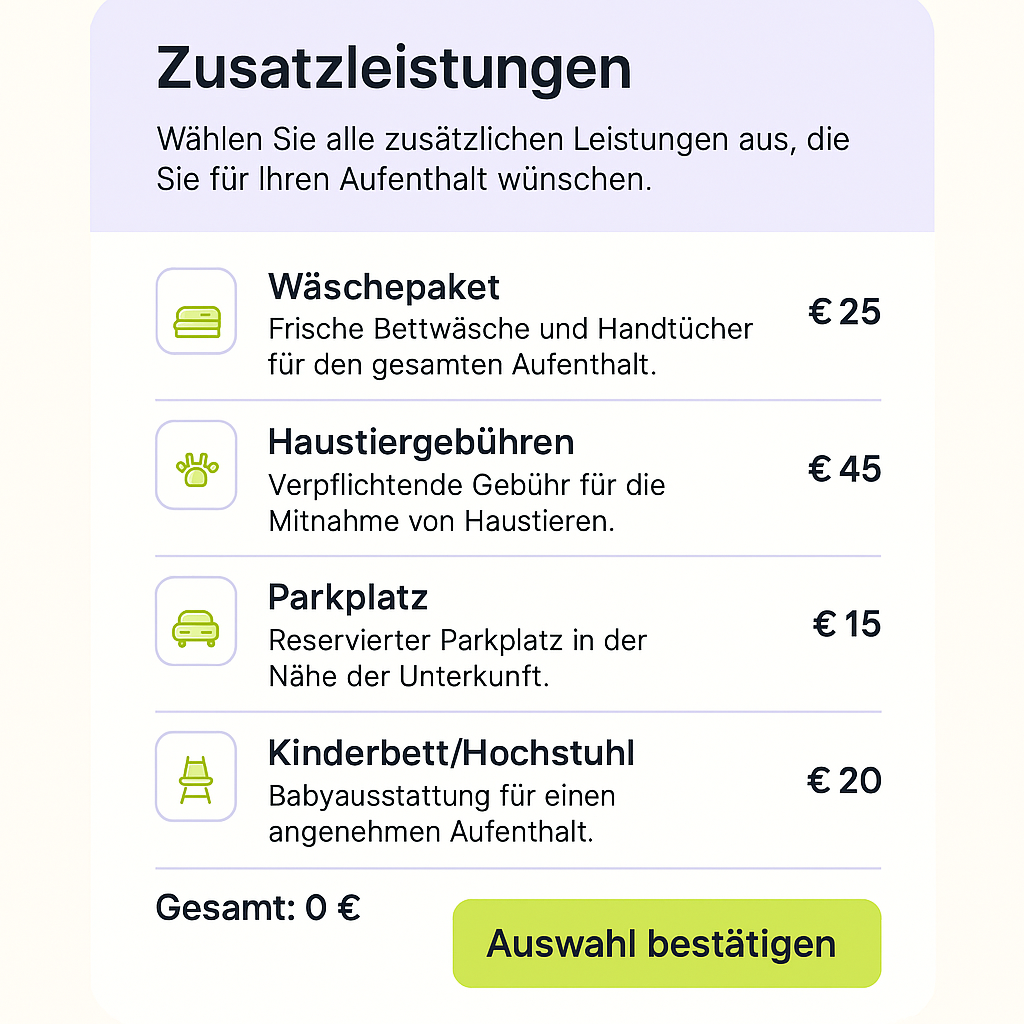 Zusatzleistungen
Wählen Sie alle zusätzlichen Leistungen aus, die
Sie für Ihren Aufenthalt wünschen.
Wäschepaket
Frische Bettwäsche und Handtücher
für den gesamten Aufenthalt.
€ 25
Haustiergebühren
Verpflichtende Gebühr für die
Mitnahme von Haustieren.
€ 45
Parkplatz
Reservierter Parkplatz in der
Nähe der Unterkunft.
€ 15
Kinderbett/Hochstuhl
Babyausstattung für einen
angenehmen Aufenthalt.
€ 20
Gesamt: 0 €
Auswahl bestätigen